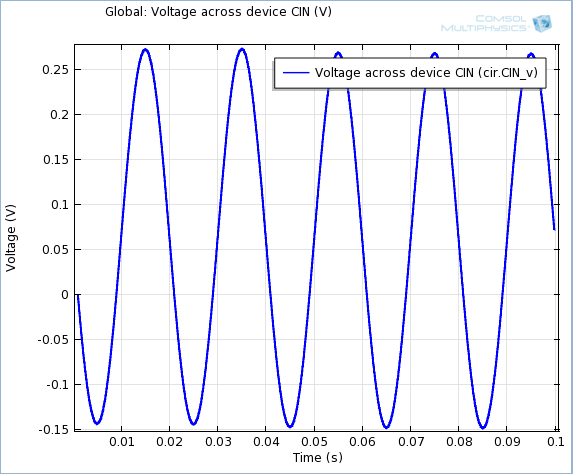 Global: Voltage across device CIN (V)
COMSOL
MULTIPHYSICS®
Voltage across device CIN (cir.CIN_v)
0.25
0.2
0.15
0.1
0.05
0
-0.05
-0.1
-0.15
Voltage (V)
0.01 0.02 0.03 0.04 0.05 0.06 0.07 0.08 0.09 0.1
Time (s)